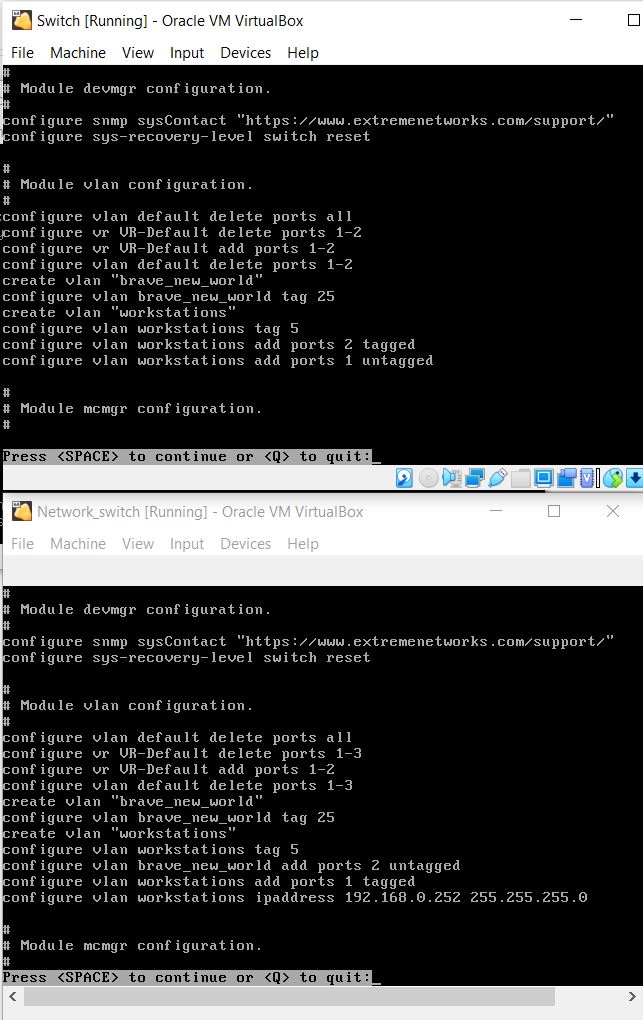 Switch [Running] - Oracle VM VirtualBox
File Machine View Input Devices Help
#
# Module devmgr configuration.
#
configure snmp sysContact "https://www.extremenetworks.com/support/"
configure sys-recovery-level switch reset
#
# Module vlan configuration.
#
configure vlan default delete ports all
configure vr VR-Default delete ports 1-2
configure vr VR-Default add ports 1-2
configure vlan default delete ports 1-2
create vlan "brave_new_world"
configure vlan brave_new_world tag 25
create vlan "workstations"
configure vlan workstations tag 5
configure vlan workstations add ports 2 tagged
configure vlan workstations add ports 1 untagged
#
# Module mcmgr configuration.
#
Press <SPACE> to continue or <Q> to quit:_
Network_switch [Running] - Oracle VM VirtualBox
File Machine View Input Devices Help
#
# Module devmgr configuration.
#
configure snmp sysContact "https://www.extremenetworks.com/support/"
configure sys-recovery-level switch reset
#
# Module vlan configuration.
#
configure vlan default delete ports all
configure vr VR-Default delete ports 1-3
configure vr VR-Default add ports 1-2
configure vlan default delete ports 1-3
create vlan "brave_new_world"
configure vlan brave_new_world tag 25
create vlan "workstations"
configure vlan workstations tag 5
configure vlan brave_new_world add ports 2 untagged
configure vlan workstations add ports 1 tagged
configure vlan workstations ipaddress 192.168.0.252 255.255.255.0
#
# Module mcmgr configuration.
#
Press <SPACE> to continue or <Q> to quit:_